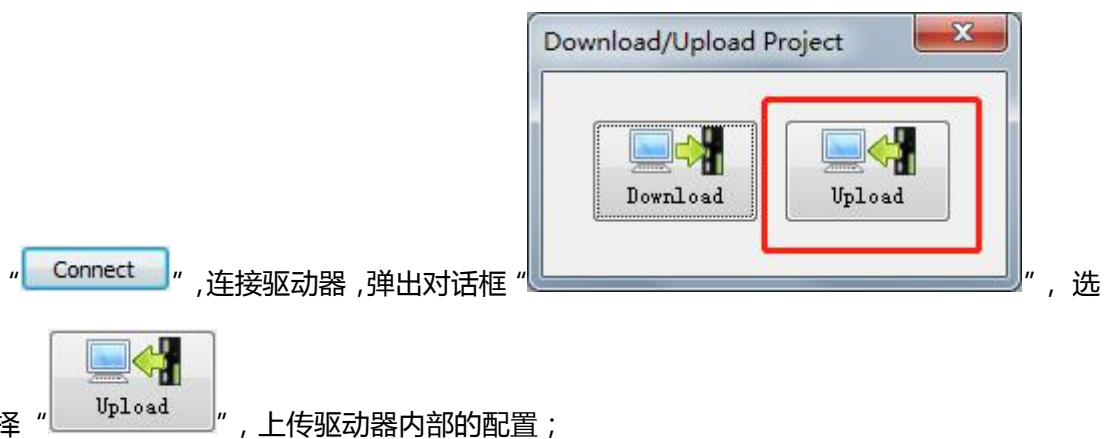 Download/Upload Project
Download Upload
“ Connect ” ,连接驱动器 ,弹出对话框 “ ” ， 选
择 “ Upload ” ，上传驱动器内部的配置；